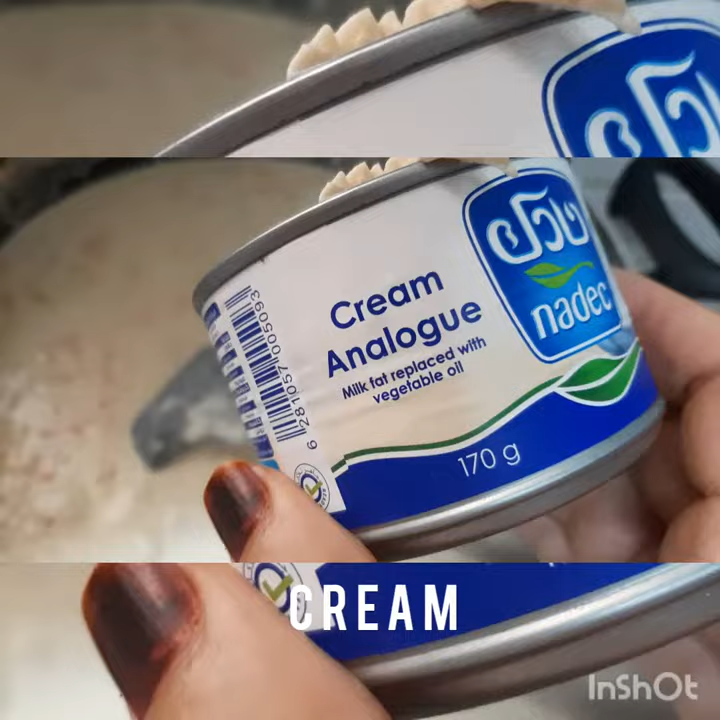 نادك
nadec
Cream
Analogue
Milk fat replaced with
vegetable oil
6 281057 005093
170 g
CREAM
InShOt